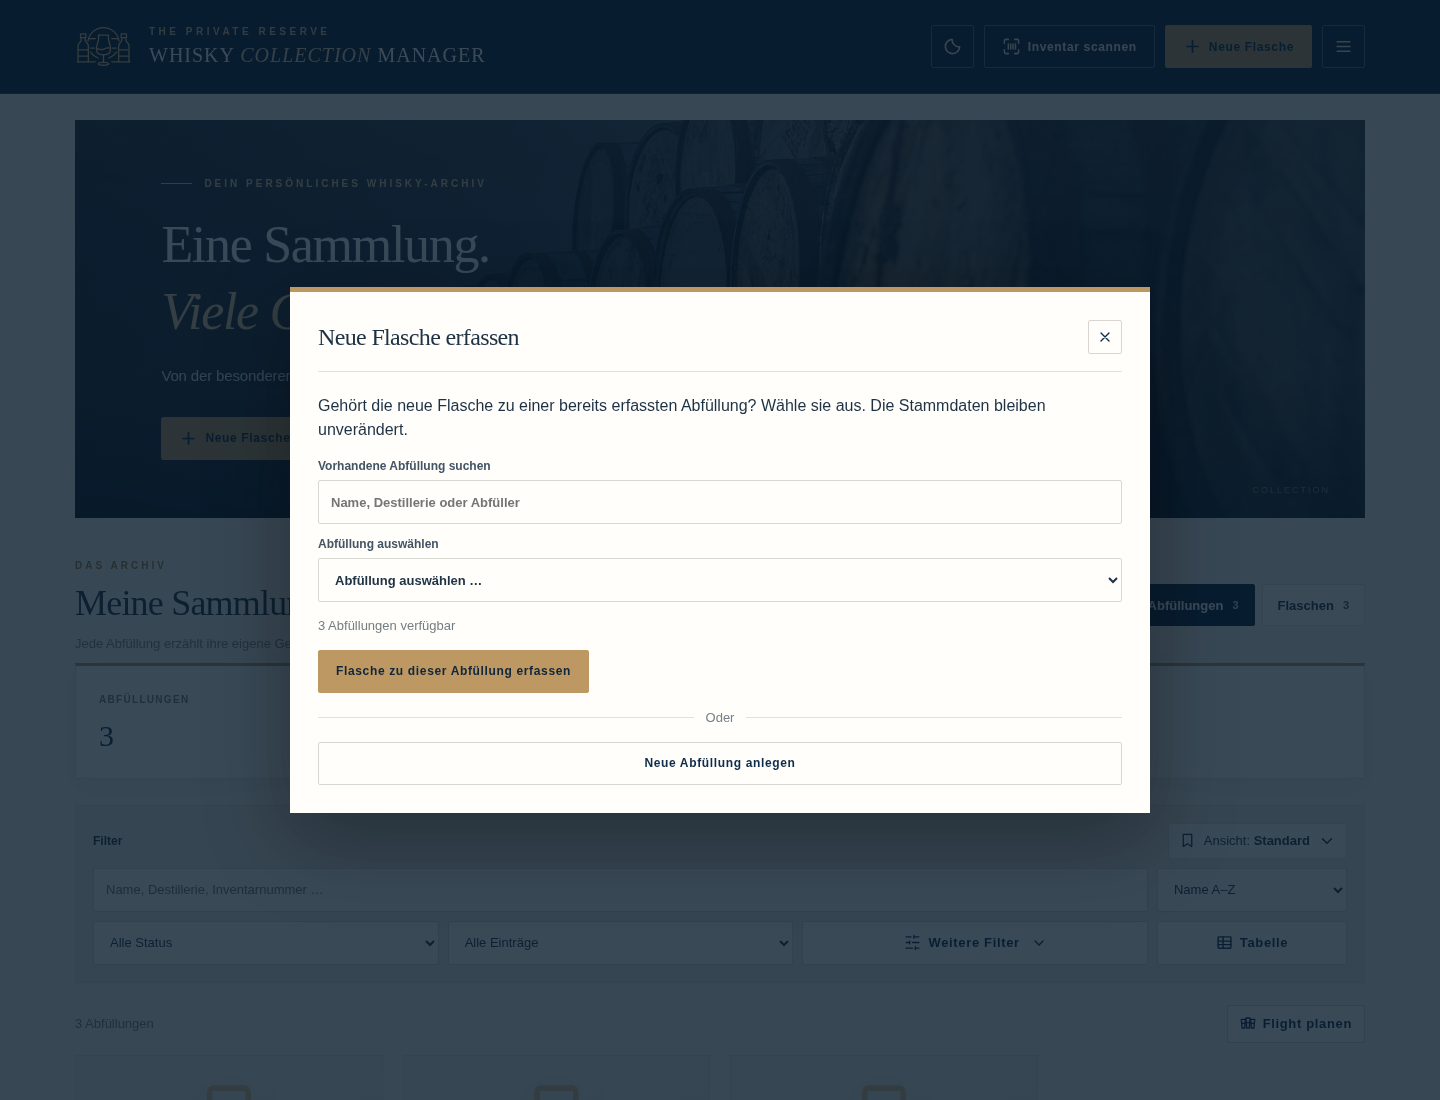 THE PRIVATE RESERVE
WHISKY COLLECTION MANAGER
Inventar scannen
Neue Flasche
DEIN PERSÖNLICHES WHISKY-ARCHIV
Eine Sammlung.
Viele
Von der besonderen
Neue Flasche
COLLECTION
Neue Flasche erfassen
Gehört die neue Flasche zu einer bereits erfassten Abfüllung? Wähle sie aus. Die Stammdaten bleiben
unverändert.
Vorhandene Abfüllung suchen
Name, Destillerie oder Abfüller
Abfüllung auswählen
Abfüllung auswählen …
3 Abfüllungen verfügbar
Flasche zu dieser Abfüllung erfassen
Oder
Neue Abfüllung anlegen
DAS ARCHIV
Meine Sammlu
Jede Abfüllung erzählt ihre eigene
Abfüllungen 3
Flaschen 3
ABFÜLLUNGEN
3
Filter
Ansicht: Standard
Name, Destillerie, Inventarnummer …
Name A–Z
Alle Status
Alle Einträge
Weitere Filter
Tabelle
3 Abfüllungen
Flight planen